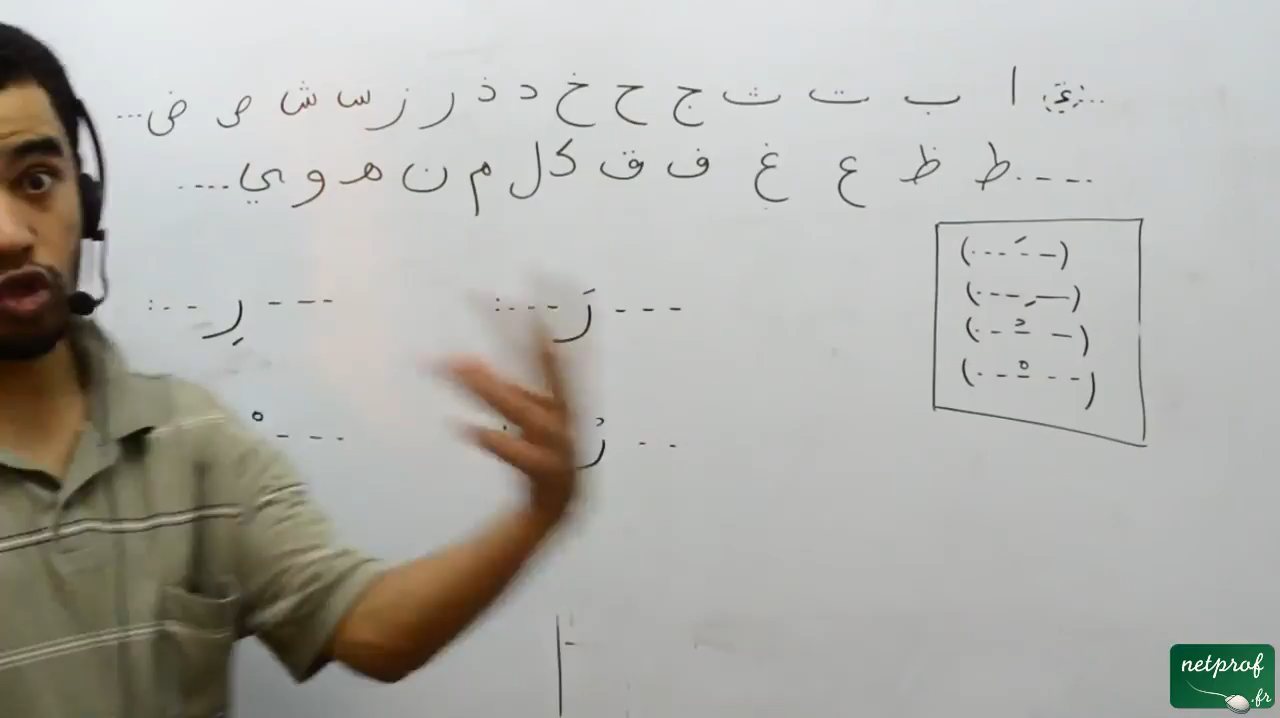 ...ء ا ب ت ث ج ح خ د ذ ر ز س ش ص ض...
....ط ظ ع غ ف ق ك ل م ن ه و ي....
(...َ--)
(---ِ—)
(--ُ- —)
(--ْ---)
--- رَ ---:
--- رِ --:
-- رُ
---ْ
netprof
.fr